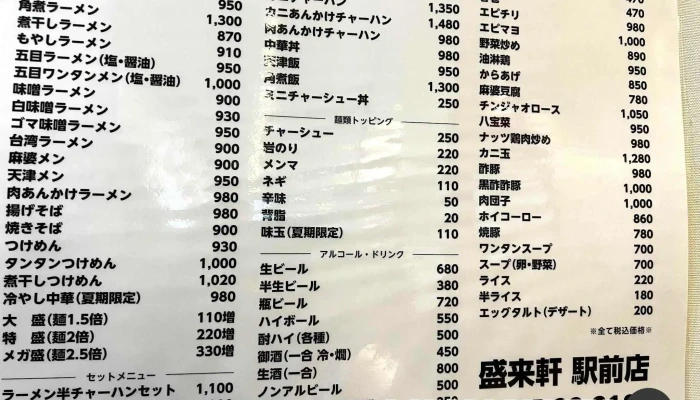 950
角煮ラーメン 1,300
煮干しラーメン 870
もやしラーメン 910
五目ラーメン(塩・醤油) 950
五目ワンタンメン(塩・醤油) 1,000
味噌ラーメン 900
白味噌ラーメン 930
ゴマ味噌ラーメン 950
台湾ラーメン 900
麻婆メン 900
天津メン 950
肉あんかけラーメン 980
揚げそば 980
焼きそば 900
つけめん 930
タンタンつけめん 1,000
煮干しつけめん 1,020
冷やし中華(夏期限定) 980
大 盛(麺1.5倍) 110増
特 盛(麺2倍) 220増
メガ盛(麺2.5倍) 330増
セットメニュー
ラーメン半チャーハンセット 1,100
1,350
カニあんかけチャーハン 1,480
肉あんかけチャーハン 980
中華丼 980
天津飯 950
角煮飯 1,300
ミニチャーシュー丼 250
麺類トッピング
チャーシュー 250
岩のり 220
メンマ 220
ネギ 110
辛味 50
背脂 20
味玉(夏期限定) 110
アルコール・ドリンク
生ビール 680
半生ビール 380
瓶ビール 720
ハイボール 550
酎ハイ(各種) 500
御酒(一合 冷・燗) 450
生酒(一合) 800
ノンアルビール 500
470
エビチリ 980
エビマヨ 1,000
野菜炒め 890
油淋鶏 950
からあげ 850
麻婆豆腐 780
チンジャオロース 1,050
八宝菜 950
ナッツ鶏肉炒め 980
カニ玉 1,280
酢豚 980
黒酢酢豚 1,000
肉団子 1,000
ホイコーロー 860
焼豚 780
ワンタンスープ 700
スープ(卵・野菜) 700
ライス 220
半ライス 180
エッグタルト(デザート) 200
※全て税込価格※
盛来軒 駅前店